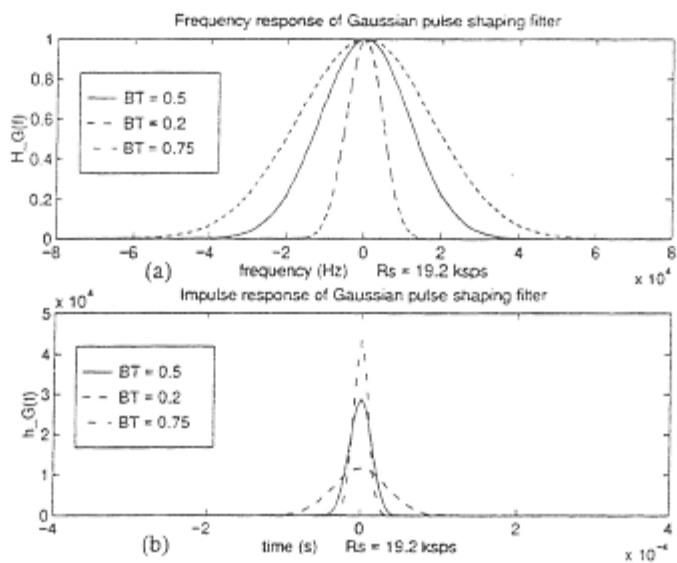 Frequency response of Gaussian pulse shaping filter
H_G(f)
1
0.8
0.6
0.4
0.2
0
BT = 0.5
BT = 0.2
BT = 0.75
-8 -6 -4 -2 0 2 4 6 8
(a) frequency (Hz) Rs = 19.2 ksps x 10^4
x 10^4 Impulse response of Gaussian pulse shaping filter
h_G(t)
5
4
3
2
1
0
BT = 0.5
BT = 0.2
BT = 0.75
-4 -2 0 2 4
(b) time (s) Rs = 19.2 ksps x 10^-4